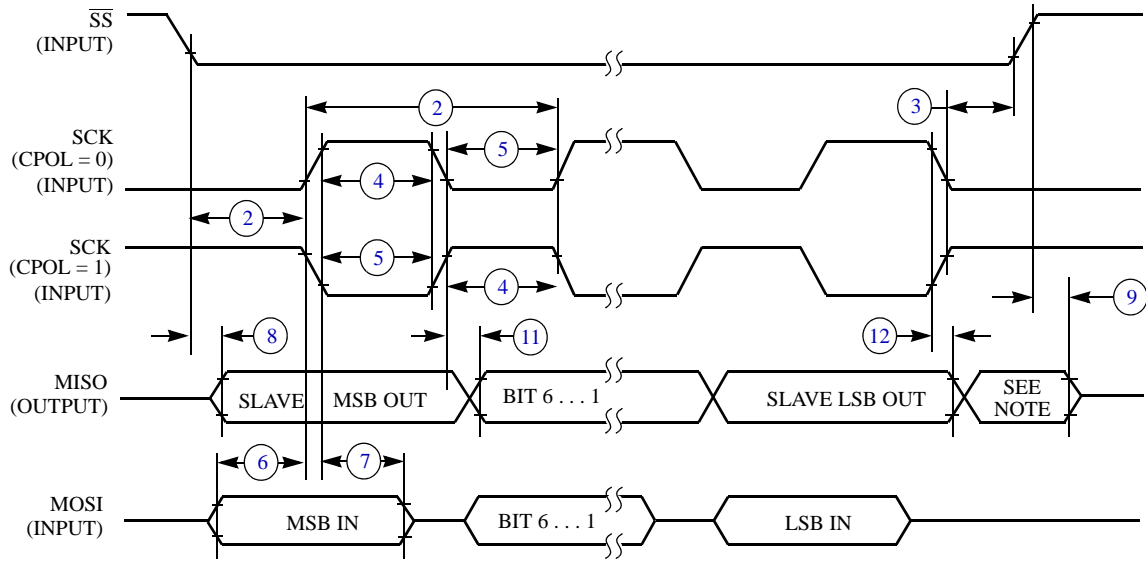 SS
(INPUT)
2
3
SCK
(CPOL = 0)
(INPUT)
5
4
2
SCK
(CPOL = 1)
(INPUT)
5
4
9
8
11
12
MISO
(OUTPUT)
SLAVE
MSB OUT
BIT 6 . . . 1
SLAVE LSB OUT
SEE
NOTE
6
7
MOSI
(INPUT)
MSB IN
BIT 6 . . . 1
LSB IN